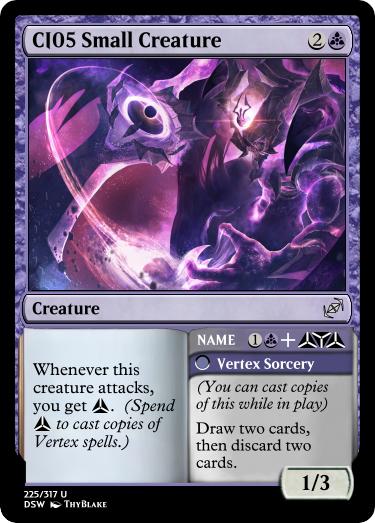 CI05 Small Creature 2
Creature
Whenever this
creature attacks,
you get . (Spend
to cast copies of
Vertex spells.)
NAME 1 +
Vertex Sorcery
(You can cast copies
of this while in play)
Draw two cards,
then discard two
cards.
1/3
225/317 U
DSW ThyBlake